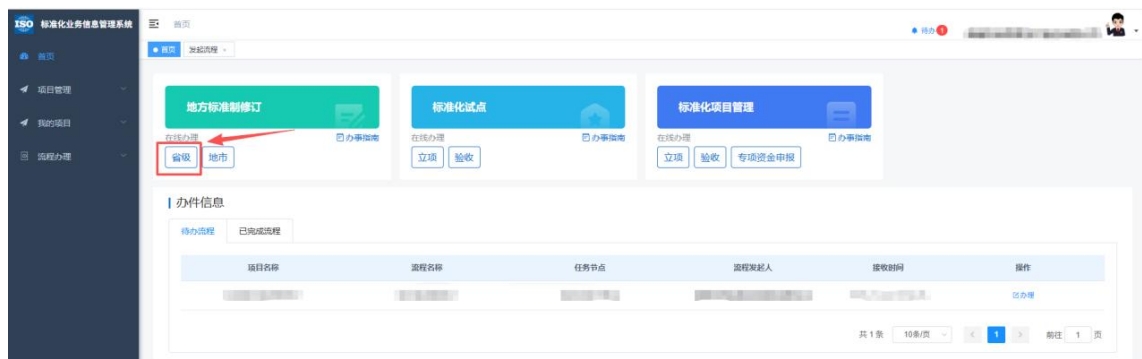 ISO 标准化业务信息管理系统
首页
待办 1
首页
发起流程 ×
首页
项目管理
我的项目
流程办理
地方标准制修订
在线办理
办事指南
省级 地市
标准化试点
在线办理
办事指南
立项 验收
标准化项目管理
在线办理
办事指南
立项 验收 专项资金申报
办件信息
待办流程 已完成流程
项目名称 流程名称 任务节点 流程发起人 接收时间 操作
办理
共 1 条 10条/页 1 前往 1 页